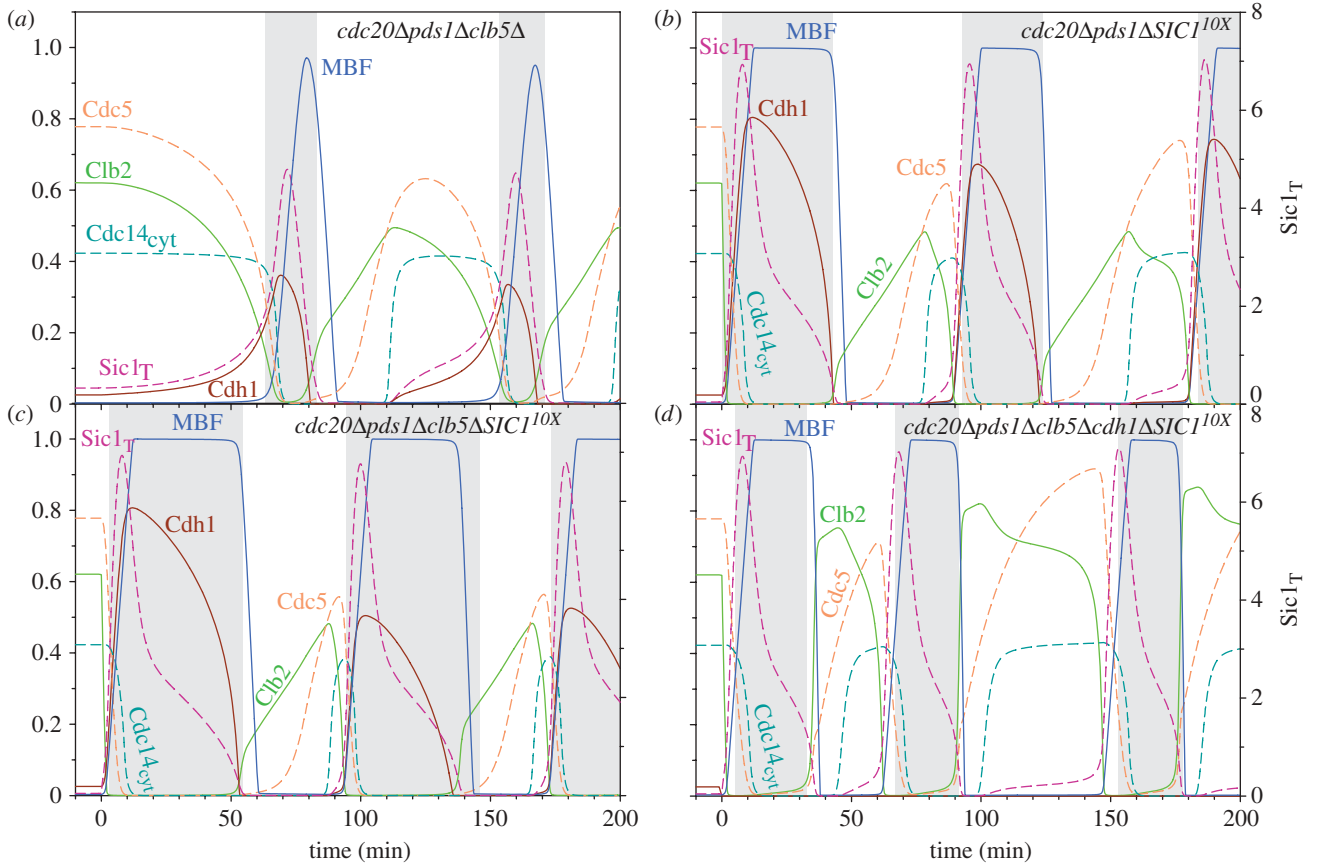 (a)
cdc20Δpds1Δclb5Δ
1.0
0.8
0.6
0.4
0.2
0
MBF
Cdc5
Clb2
Cdc14cyt
Sic1T
Cdh1
(b)
cdc20Δpds1ΔSIC1^10X
8
6
4
2
0
Sic1T
Sic1T
MBF
Cdh1
Cdc5
Clb2
Cdc14cyt
(c)
cdc20Δpds1Δclb5ΔSIC1^10X
1.0
0.8
0.6
0.4
0.2
0
MBF
Sic1T
Cdh1
Cdc5
Clb2
Cdc14cyt
0
50
100
150
200
time (min)
(d)
cdc20Δpds1Δclb5Δcdh1ΔSIC1^10X
8
6
4
2
0
Sic1T
Sic1T
MBF
Clb2
Cdc5
Cdc14cyt
0
50
100
150
200
time (min)